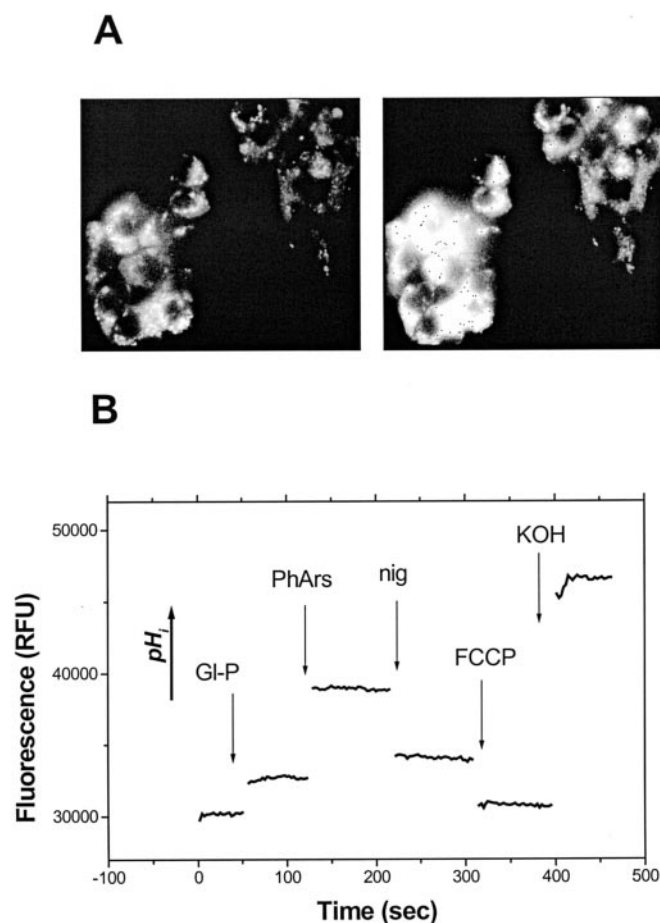 A
B
50000
KOH
PhArs
nig
pHi
40000
Gl-P
FCCP
Fluorescence (RFU)
30000
-100
0
100
200
300
400
500
Time (sec)